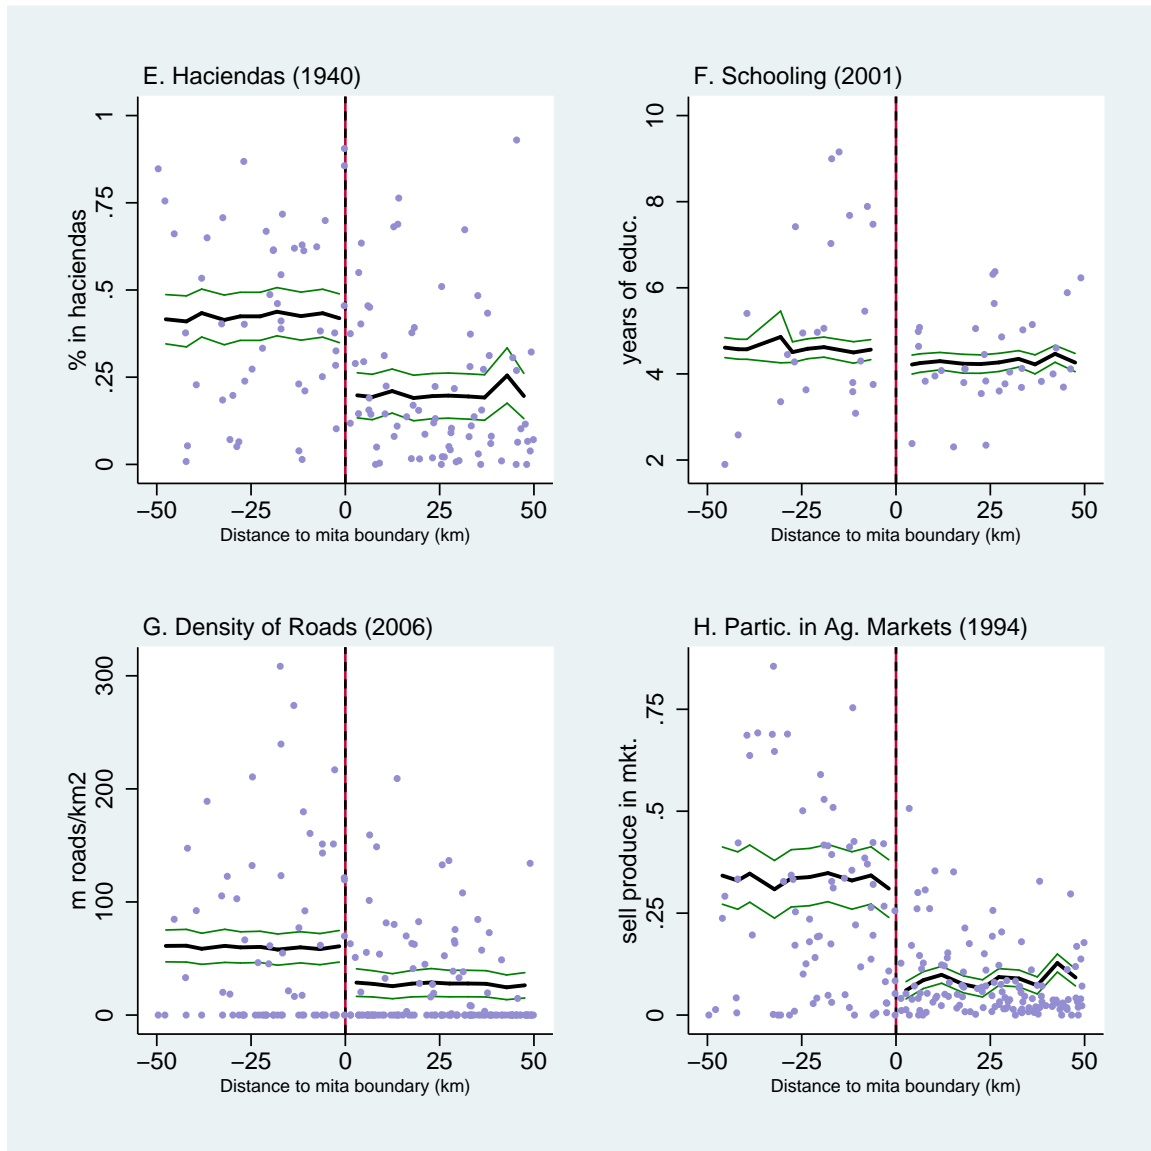 E. Haciendas (1940)
% in haciendas
1
.75
.5
.25
0
−50 −25 0 25 50
Distance to mita boundary (km)
F. Schooling (2001)
years of educ.
10
8
6
4
2
−50 −25 0 25 50
Distance to mita boundary (km)
G. Density of Roads (2006)
m roads/km2
300
200
100
0
−50 −25 0 25 50
Distance to mita boundary (km)
H. Partic. in Ag. Markets (1994)
sell produce in mkt.
.75
.5
.25
0
−50 −25 0 25 50
Distance to mita boundary (km)